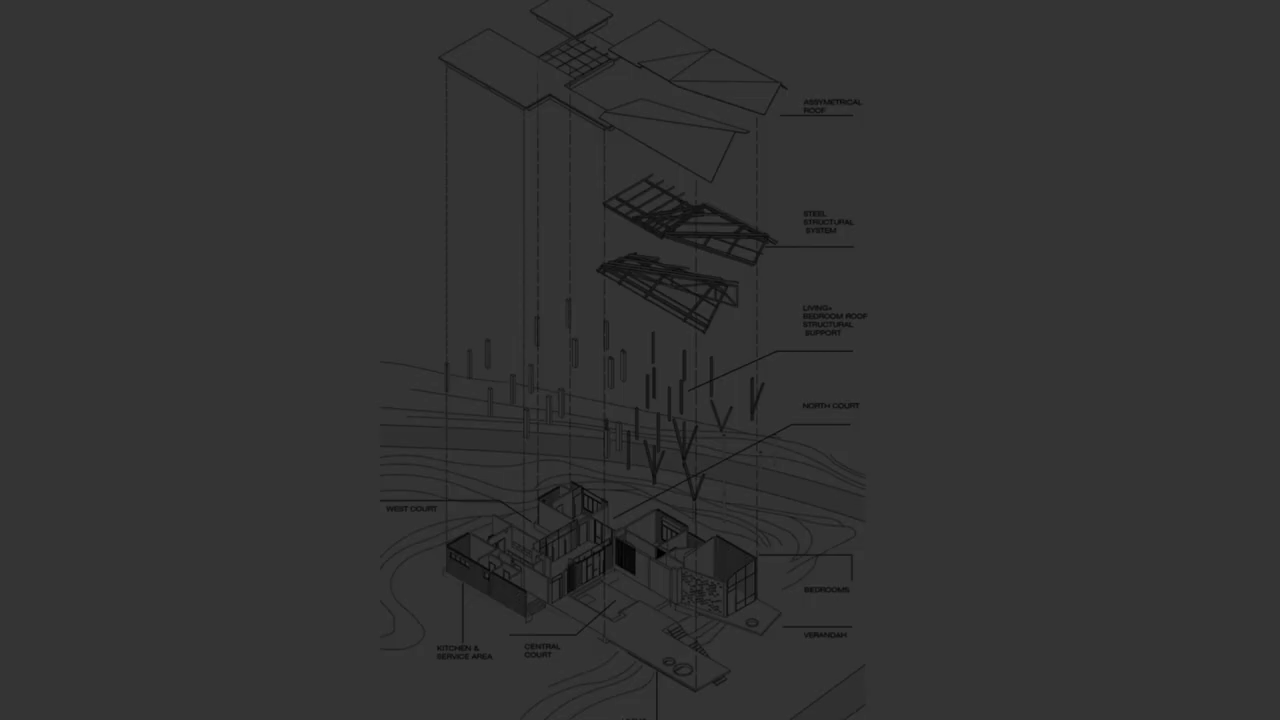 ASSYMETRICAL
ROOF
STEEL
STRUCTURAL
SYSTEM
LIVING+
BEDROOM ROOF
STRUCTURAL
SUPPORT
NORTH COURT
WEST COURT
BEDROOMS
VERANDAH
KITCHEN &
SERVICE AREA
CENTRAL
COURT